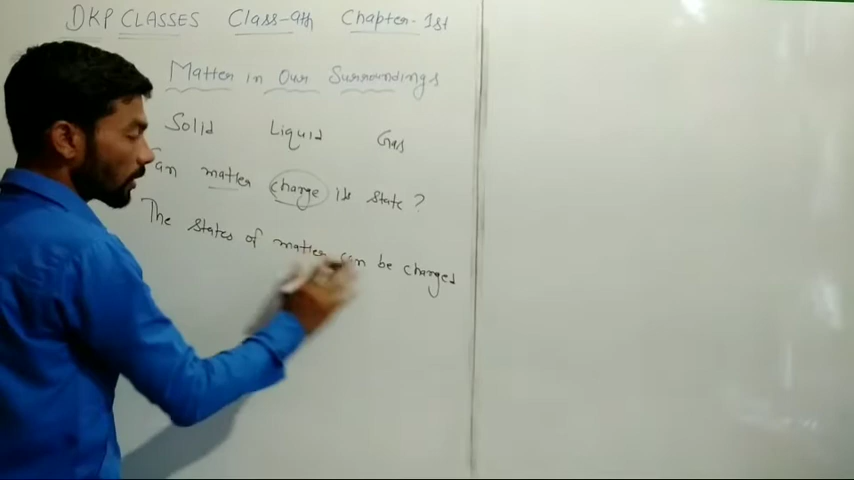 DKP CLASSES Class-9th Chapter-1st
Matter in Our Surroundings
Solid Liquid Gas
Can matter change its state?
The states of matter can be changed